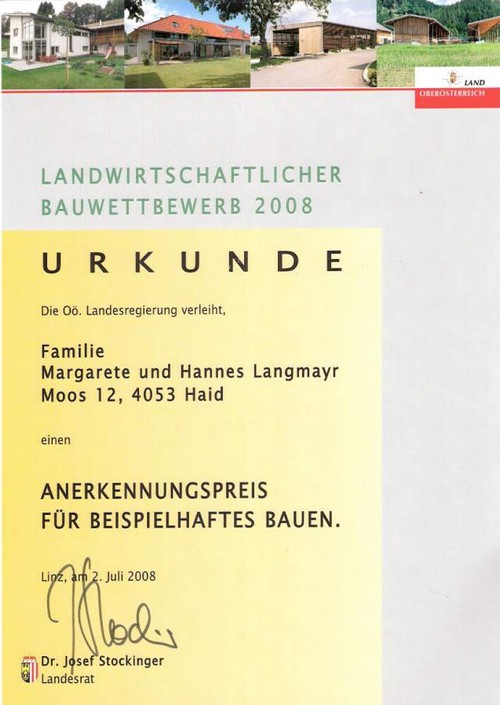 LAND
OBERÖSTERREICH
LANDWIRTSCHAFTLICHER
BAUWETTBEWERB 2008
URKUNDE
Die Oö. Landesregierung verleiht,
Familie
Margarete und Hannes Langmayr
Moos 12, 4053 Haid
einen
ANERKENNUNGSPREIS
FÜR BEISPIELHAFTES BAUEN.
Linz, am 2. Juli 2008
Dr. Josef Stockinger
Landesrat